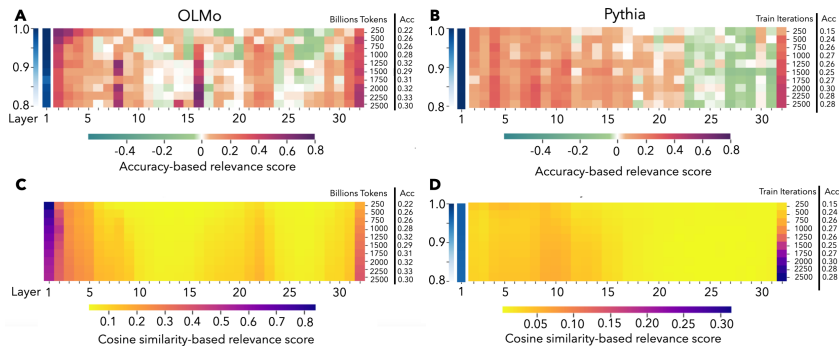 A
OLMo
Billions Tokens
Acc
1.0
0.9
0.8
250 0.22
500 0.26
750 0.26
1000 0.28
1250 0.32
1500 0.29
1750 0.31
2000 0.32
2250 0.33
2500 0.30
Layer 1 5 10 15 20 25 30
-0.4 -0.2 0 0.2 0.4 0.6 0.8
Accuracy-based relevance score
B
Pythia
Train Iterations
Acc
1.0
0.9
0.8
250 0.15
500 0.24
750 0.26
1000 0.26
1250 0.25
1500 0.27
1750 0.27
2000 0.30
2250 0.28
2500 0.28
1 5 10 15 20 25 30
-0.4 -0.2 0 0.2 0.4 0.6 0.8
Accuracy-based relevance score
C
Billions Tokens
Acc
250 0.22
500 0.26
750 0.26
1000 0.28
1250 0.32
1500 0.29
1750 0.31
2000 0.32
2250 0.33
2500 0.30
Layer 1 5 10 15 20 25 30
0.1 0.2 0.3 0.4 0.5 0.6 0.7 0.8
Cosine similarity-based relevance score
D
Train Iterations
Acc
1.0
0.9
0.8
250 0.15
500 0.24
750 0.26
1000 0.26
1250 0.25
1500 0.27
1750 0.27
2000 0.30
2250 0.28
2500 0.28
1 5 10 15 20 25 30
0.05 0.10 0.15 0.20 0.25 0.30
Cosine similarity-based relevance score